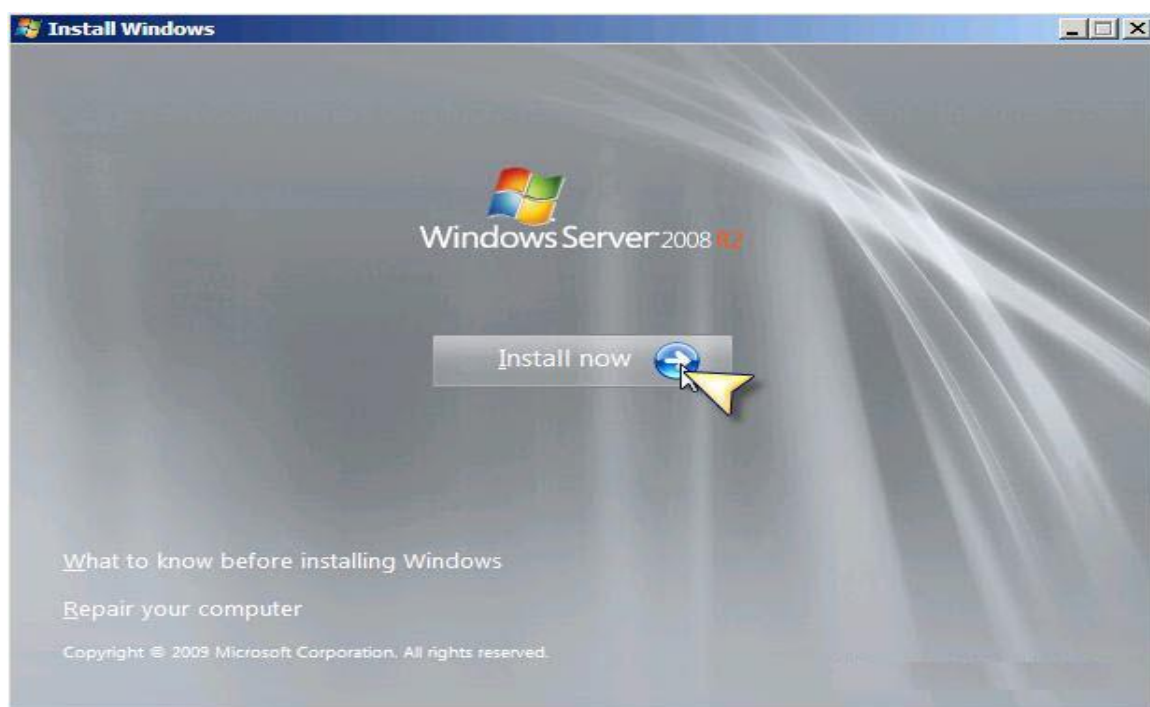 Install Windows
Windows Server 2008 R2
Install now
What to know before installing Windows
Repair your computer
Copyright © 2009 Microsoft Corporation. All rights reserved.